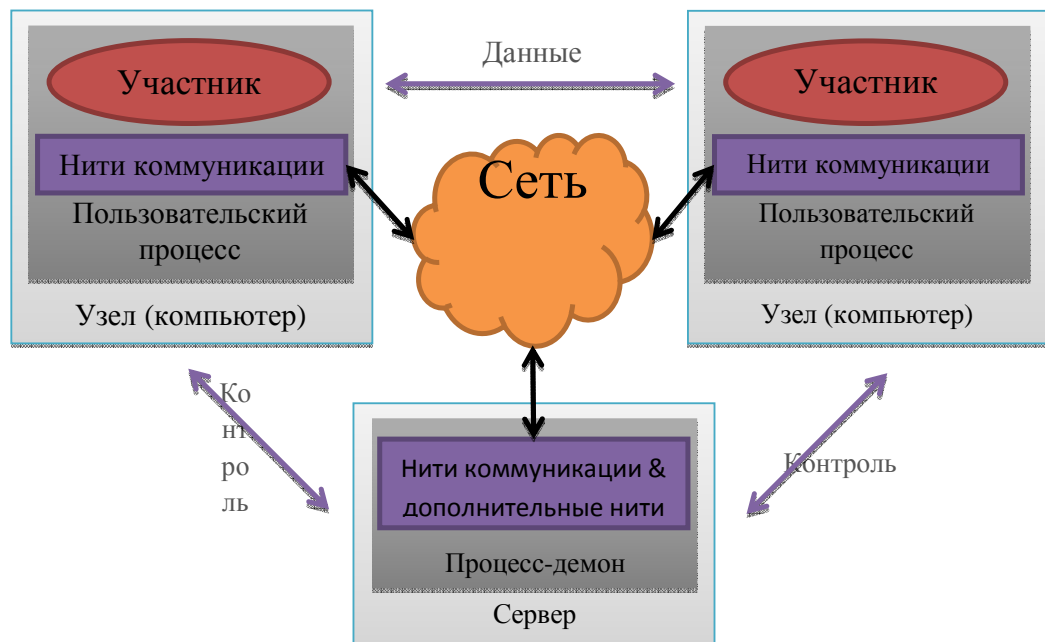 Участник
Нити коммуникации
Пользовательский
процесс
Узел (компьютер)
Данные
Сеть
Участник
Нити коммуникации
Пользовательский
процесс
Узел (компьютер)
Ко
нт
ро
ль
Контроль
Нити коммуникации &
дополнительные нити
Процесс-демон
Сервер